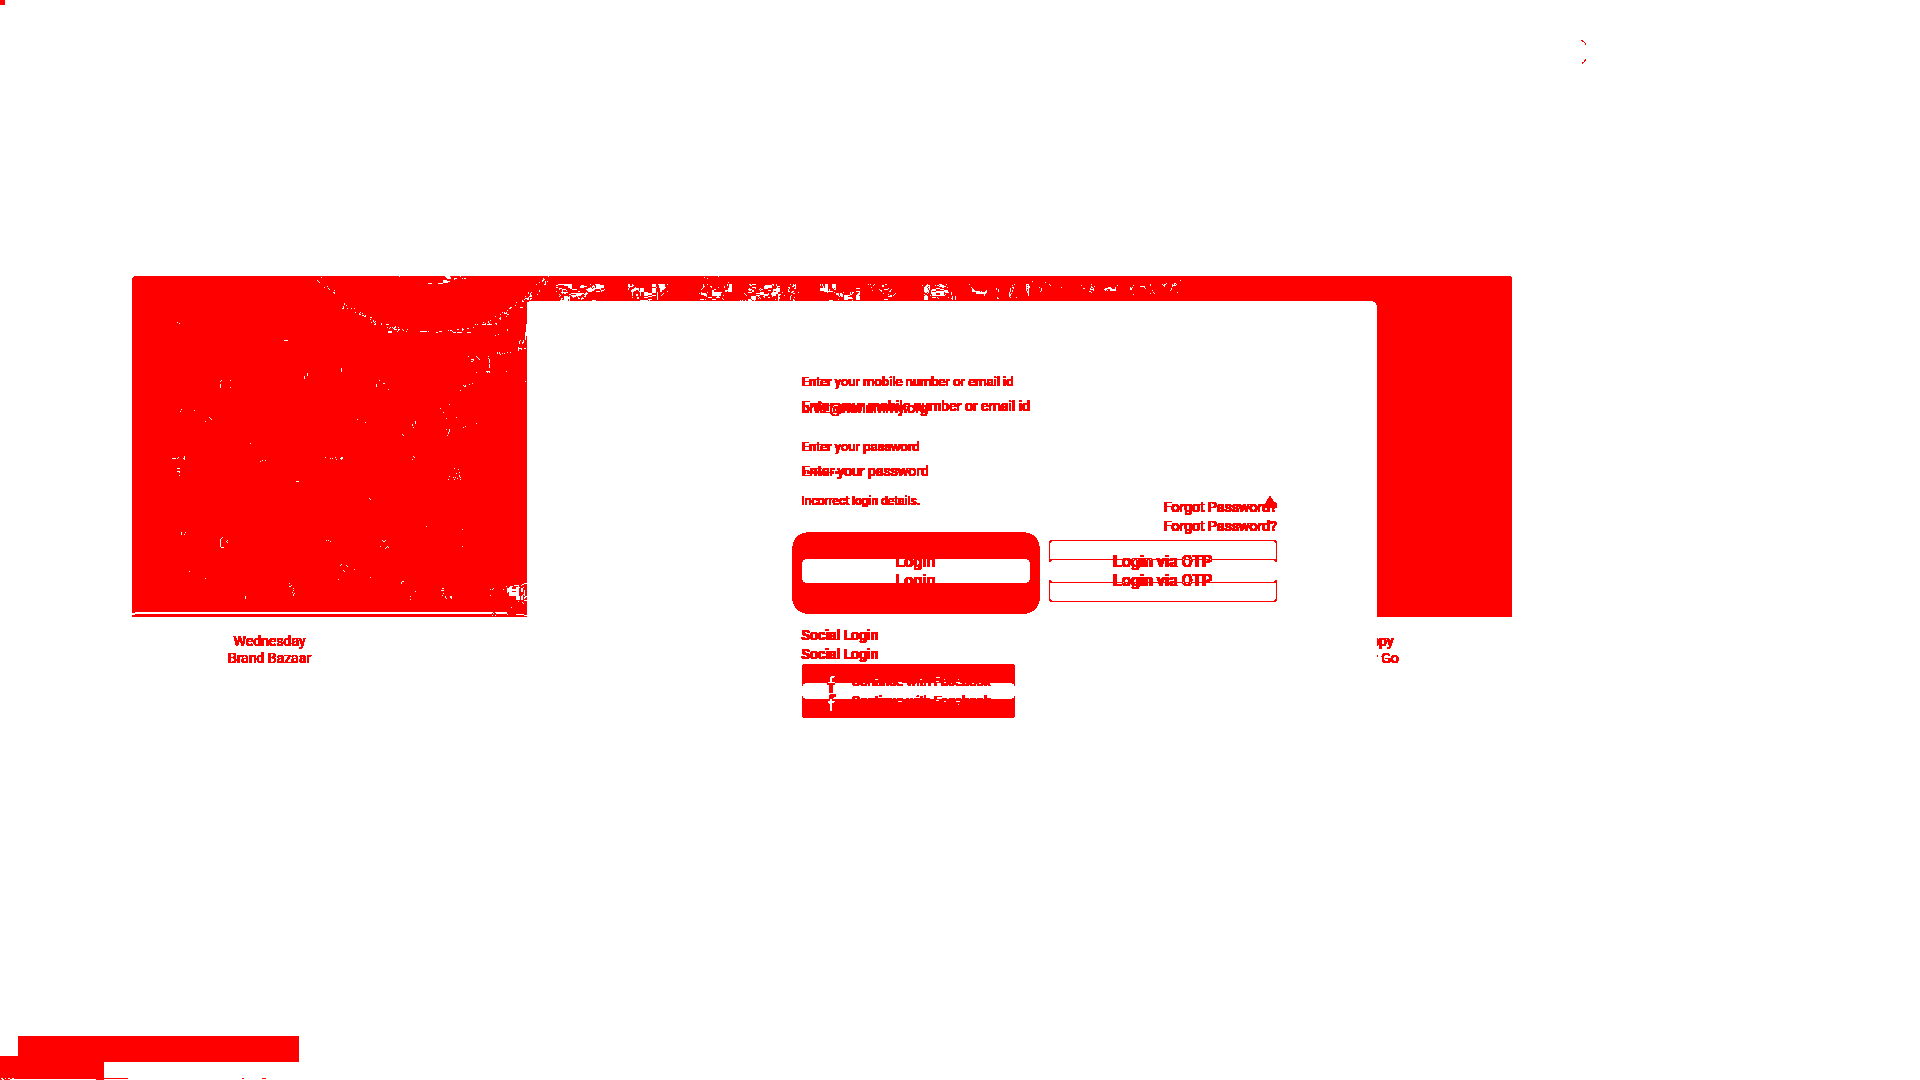 Enter your mobile number or email id
Enter your mobile number or email id
Enter your password
Enter your password
Incorrect login details.
Forgot Password?
Forgot Password?
Login
Login
Login via OTP
Login via OTP
Social Login
Social Login
Continue with Facebook
Continue with Facebook
Wednesday
Brand Bazaar
py
Go